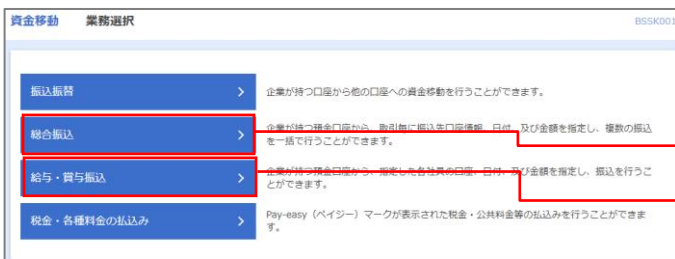 資金移動 業務選択 BSSK001
振込振替
企業が持つ口座から他の口座への資金移動を行うことができます。
総合振込
企業が持つ預金口座から、取引毎に振込先口座情報、日付、及び金額を指定し、複数の振込
を一括で行うことができます。
給与・賞与振込
企業が持つ預金口座から、指定した各社員の口座、日付、及び金額を指定し、振込を行うこ
とができます。
税金・各種料金の払込み
Pay-easy（ペイジー）マークが表示された税金・公共料金等の払込みを行うことができま
す。